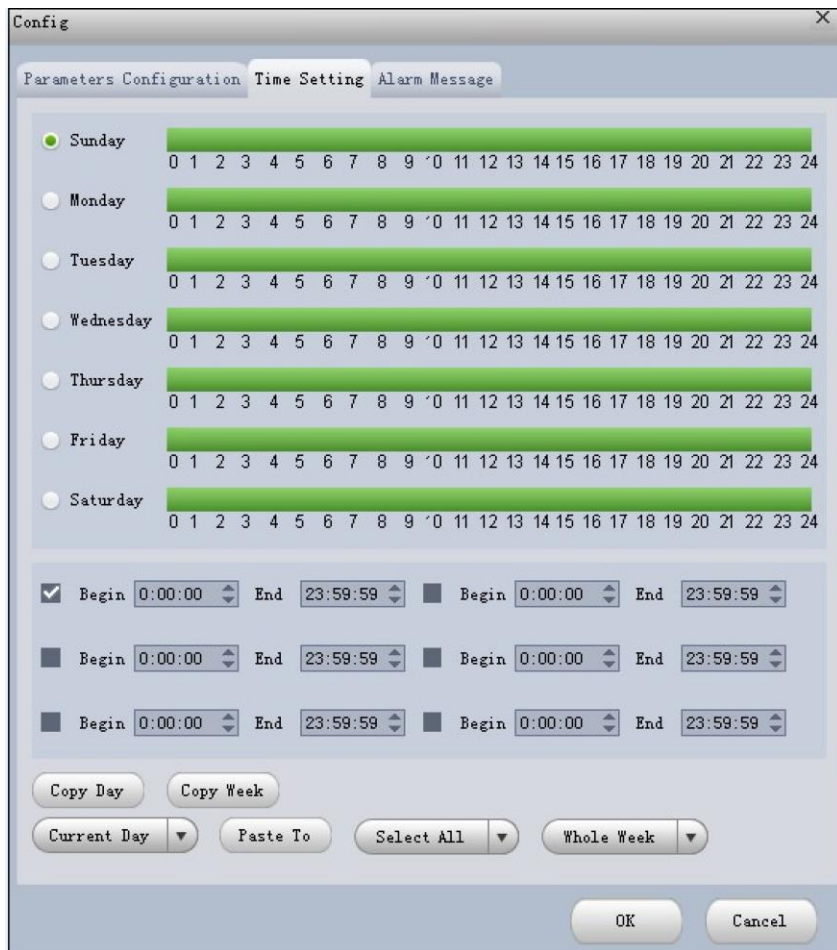 Config
Parameters Configuration Time Setting Alarm Message
Sunday
0 1 2 3 4 5 6 7 8 9 10 11 12 13 14 15 16 17 18 19 20 21 22 23 24
Monday
0 1 2 3 4 5 6 7 8 9 10 11 12 13 14 15 16 17 18 19 20 21 22 23 24
Tuesday
0 1 2 3 4 5 6 7 8 9 10 11 12 13 14 15 16 17 18 19 20 21 22 23 24
Wednesday
0 1 2 3 4 5 6 7 8 9 10 11 12 13 14 15 16 17 18 19 20 21 22 23 24
Thursday
0 1 2 3 4 5 6 7 8 9 10 11 12 13 14 15 16 17 18 19 20 21 22 23 24
Friday
0 1 2 3 4 5 6 7 8 9 10 11 12 13 14 15 16 17 18 19 20 21 22 23 24
Saturday
0 1 2 3 4 5 6 7 8 9 10 11 12 13 14 15 16 17 18 19 20 21 22 23 24
Begin 0:00:00 End 23:59:59 Begin 0:00:00 End 23:59:59
Begin 0:00:00 End 23:59:59 Begin 0:00:00 End 23:59:59
Begin 0:00:00 End 23:59:59 Begin 0:00:00 End 23:59:59
Copy Day Copy Week
Current Day Paste To Select All Whole Week
OK Cancel